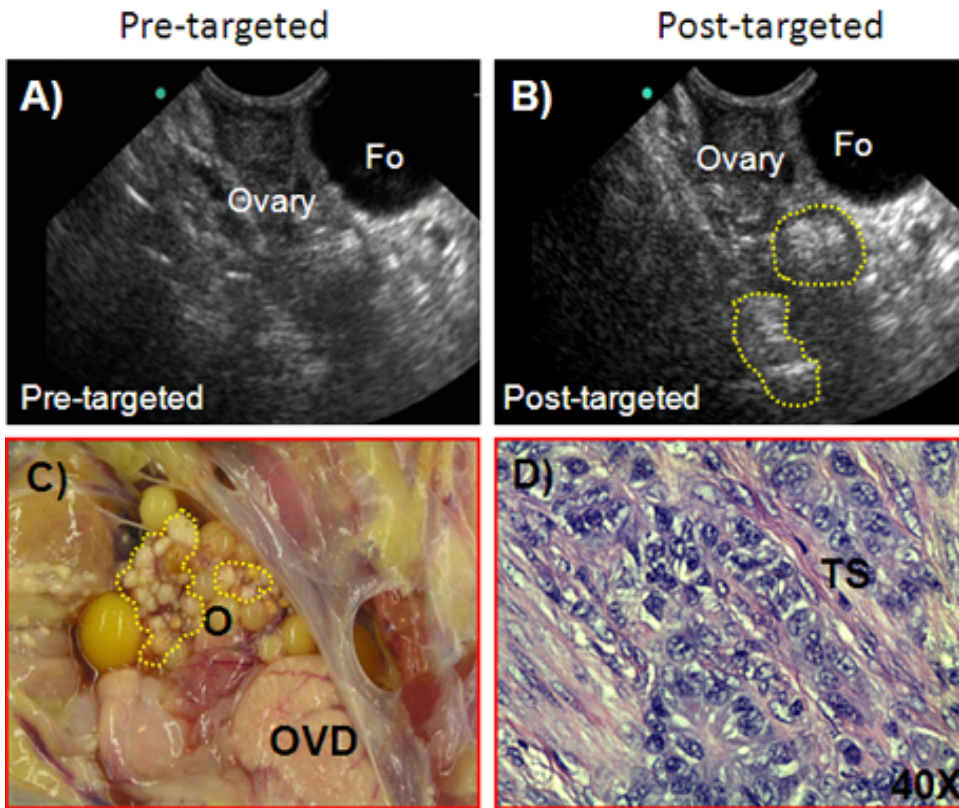 Pre-targeted
Post-targeted
A)
Fo
Ovary
Pre-targeted
B)
Fo
Ovary
Post-targeted
C)
O
OVD
D)
TS
40X